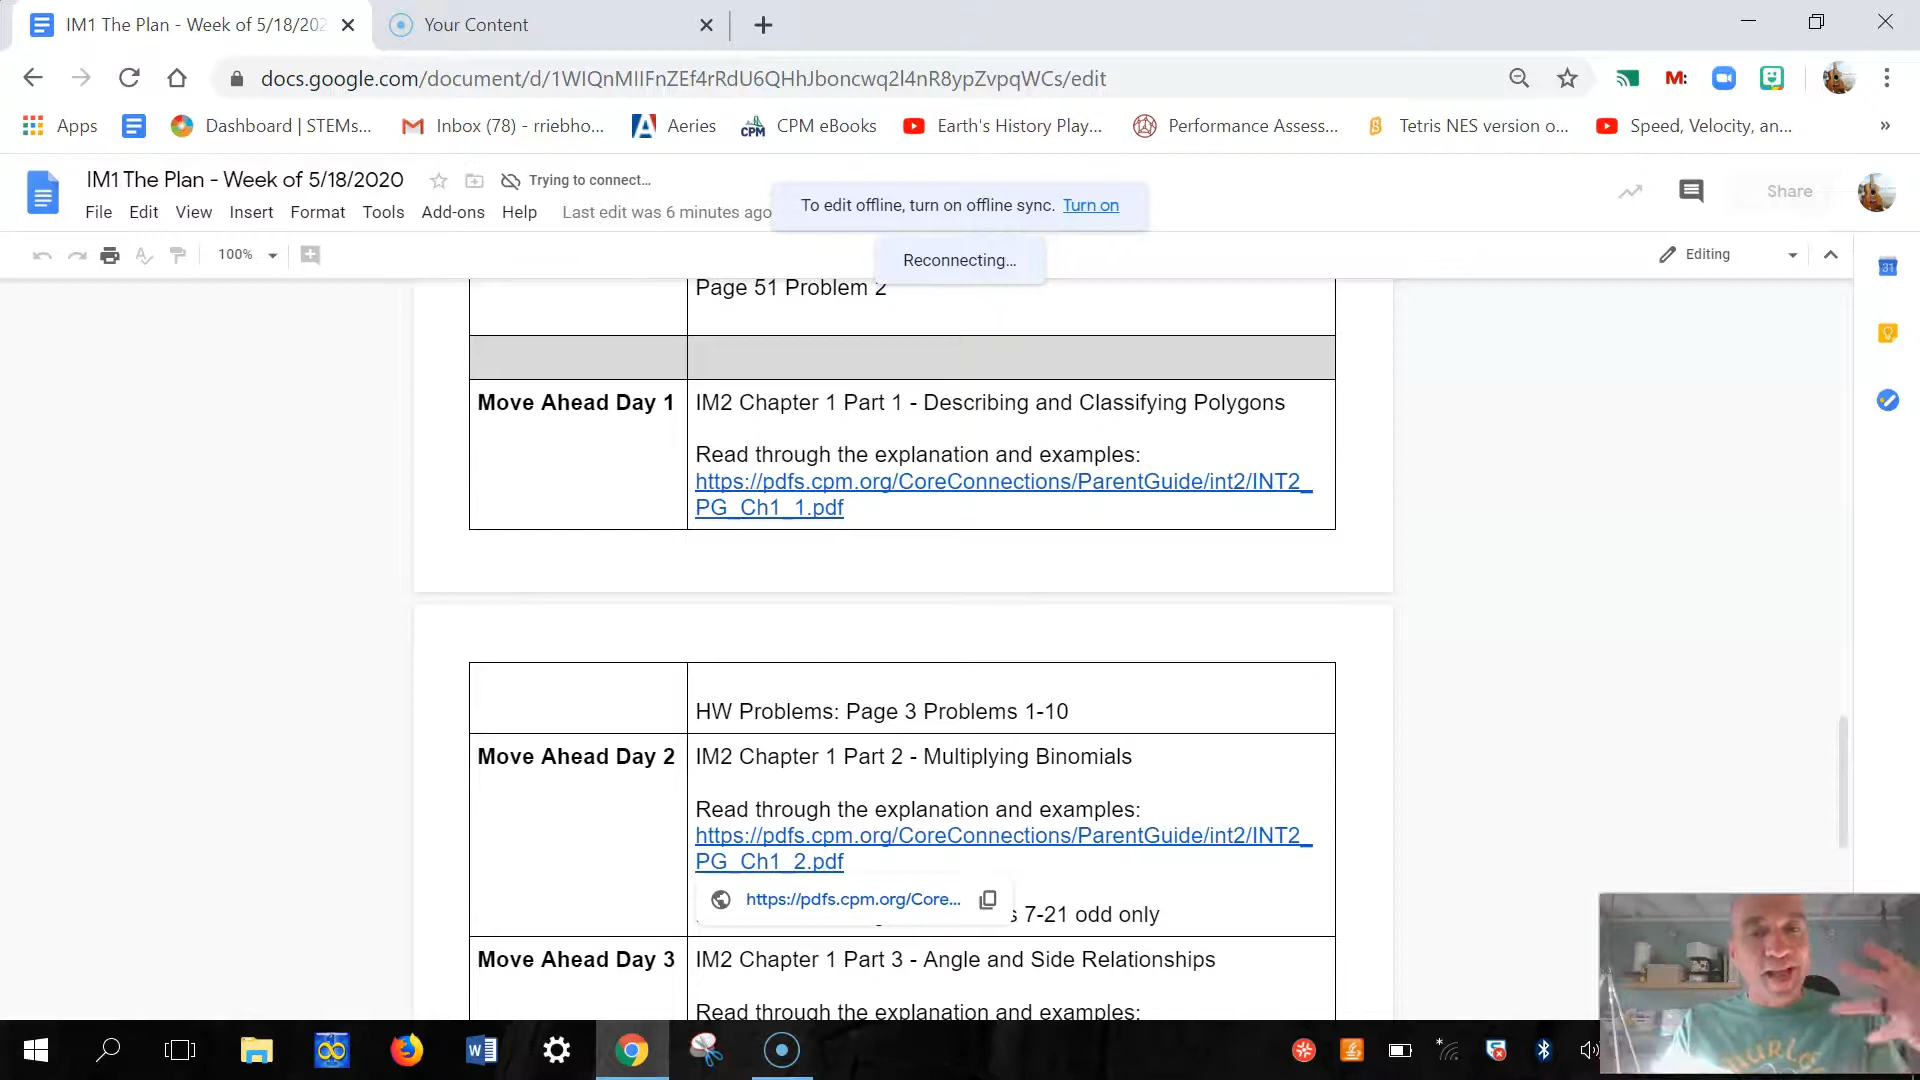 IM1 The Plan - Week of 5/18/202
Your Content
docs.google.com/document/d/1WIQnMIIFnZEf4rRdU6QHhJboncwq2l4nR8ypZvpqWCs/edit
Apps
Dashboard | STEMs...
Inbox (78) - rriebho...
Aeries
CPM eBooks
Earth's History Play...
Performance Assess...
Tetris NES version o...
Speed, Velocity, an...
IM1 The Plan - Week of 5/18/2020
Trying to connect...
File Edit View Insert Format Tools Add-ons Help Last edit was 6 minutes ago
To edit offline, turn on offline sync. Turn on
Share
Reconnecting...
100%
Editing
31
Page 51 Problem 2
Move Ahead Day 1
IM2 Chapter 1 Part 1 - Describing and Classifying Polygons
Read through the explanation and examples:
https://pdfs.cpm.org/CoreConnections/ParentGuide/int2/INT2_
PG_Ch1_1.pdf
HW Problems: Page 3 Problems 1-10
Move Ahead Day 2
IM2 Chapter 1 Part 2 - Multiplying Binomials
Read through the explanation and examples:
https://pdfs.cpm.org/CoreConnections/ParentGuide/int2/INT2_
PG_Ch1_2.pdf
https://pdfs.cpm.org/Core...
s 7-21 odd only
Move Ahead Day 3
IM2 Chapter 1 Part 3 - Angle and Side Relationships
Read through the explanation and examples: